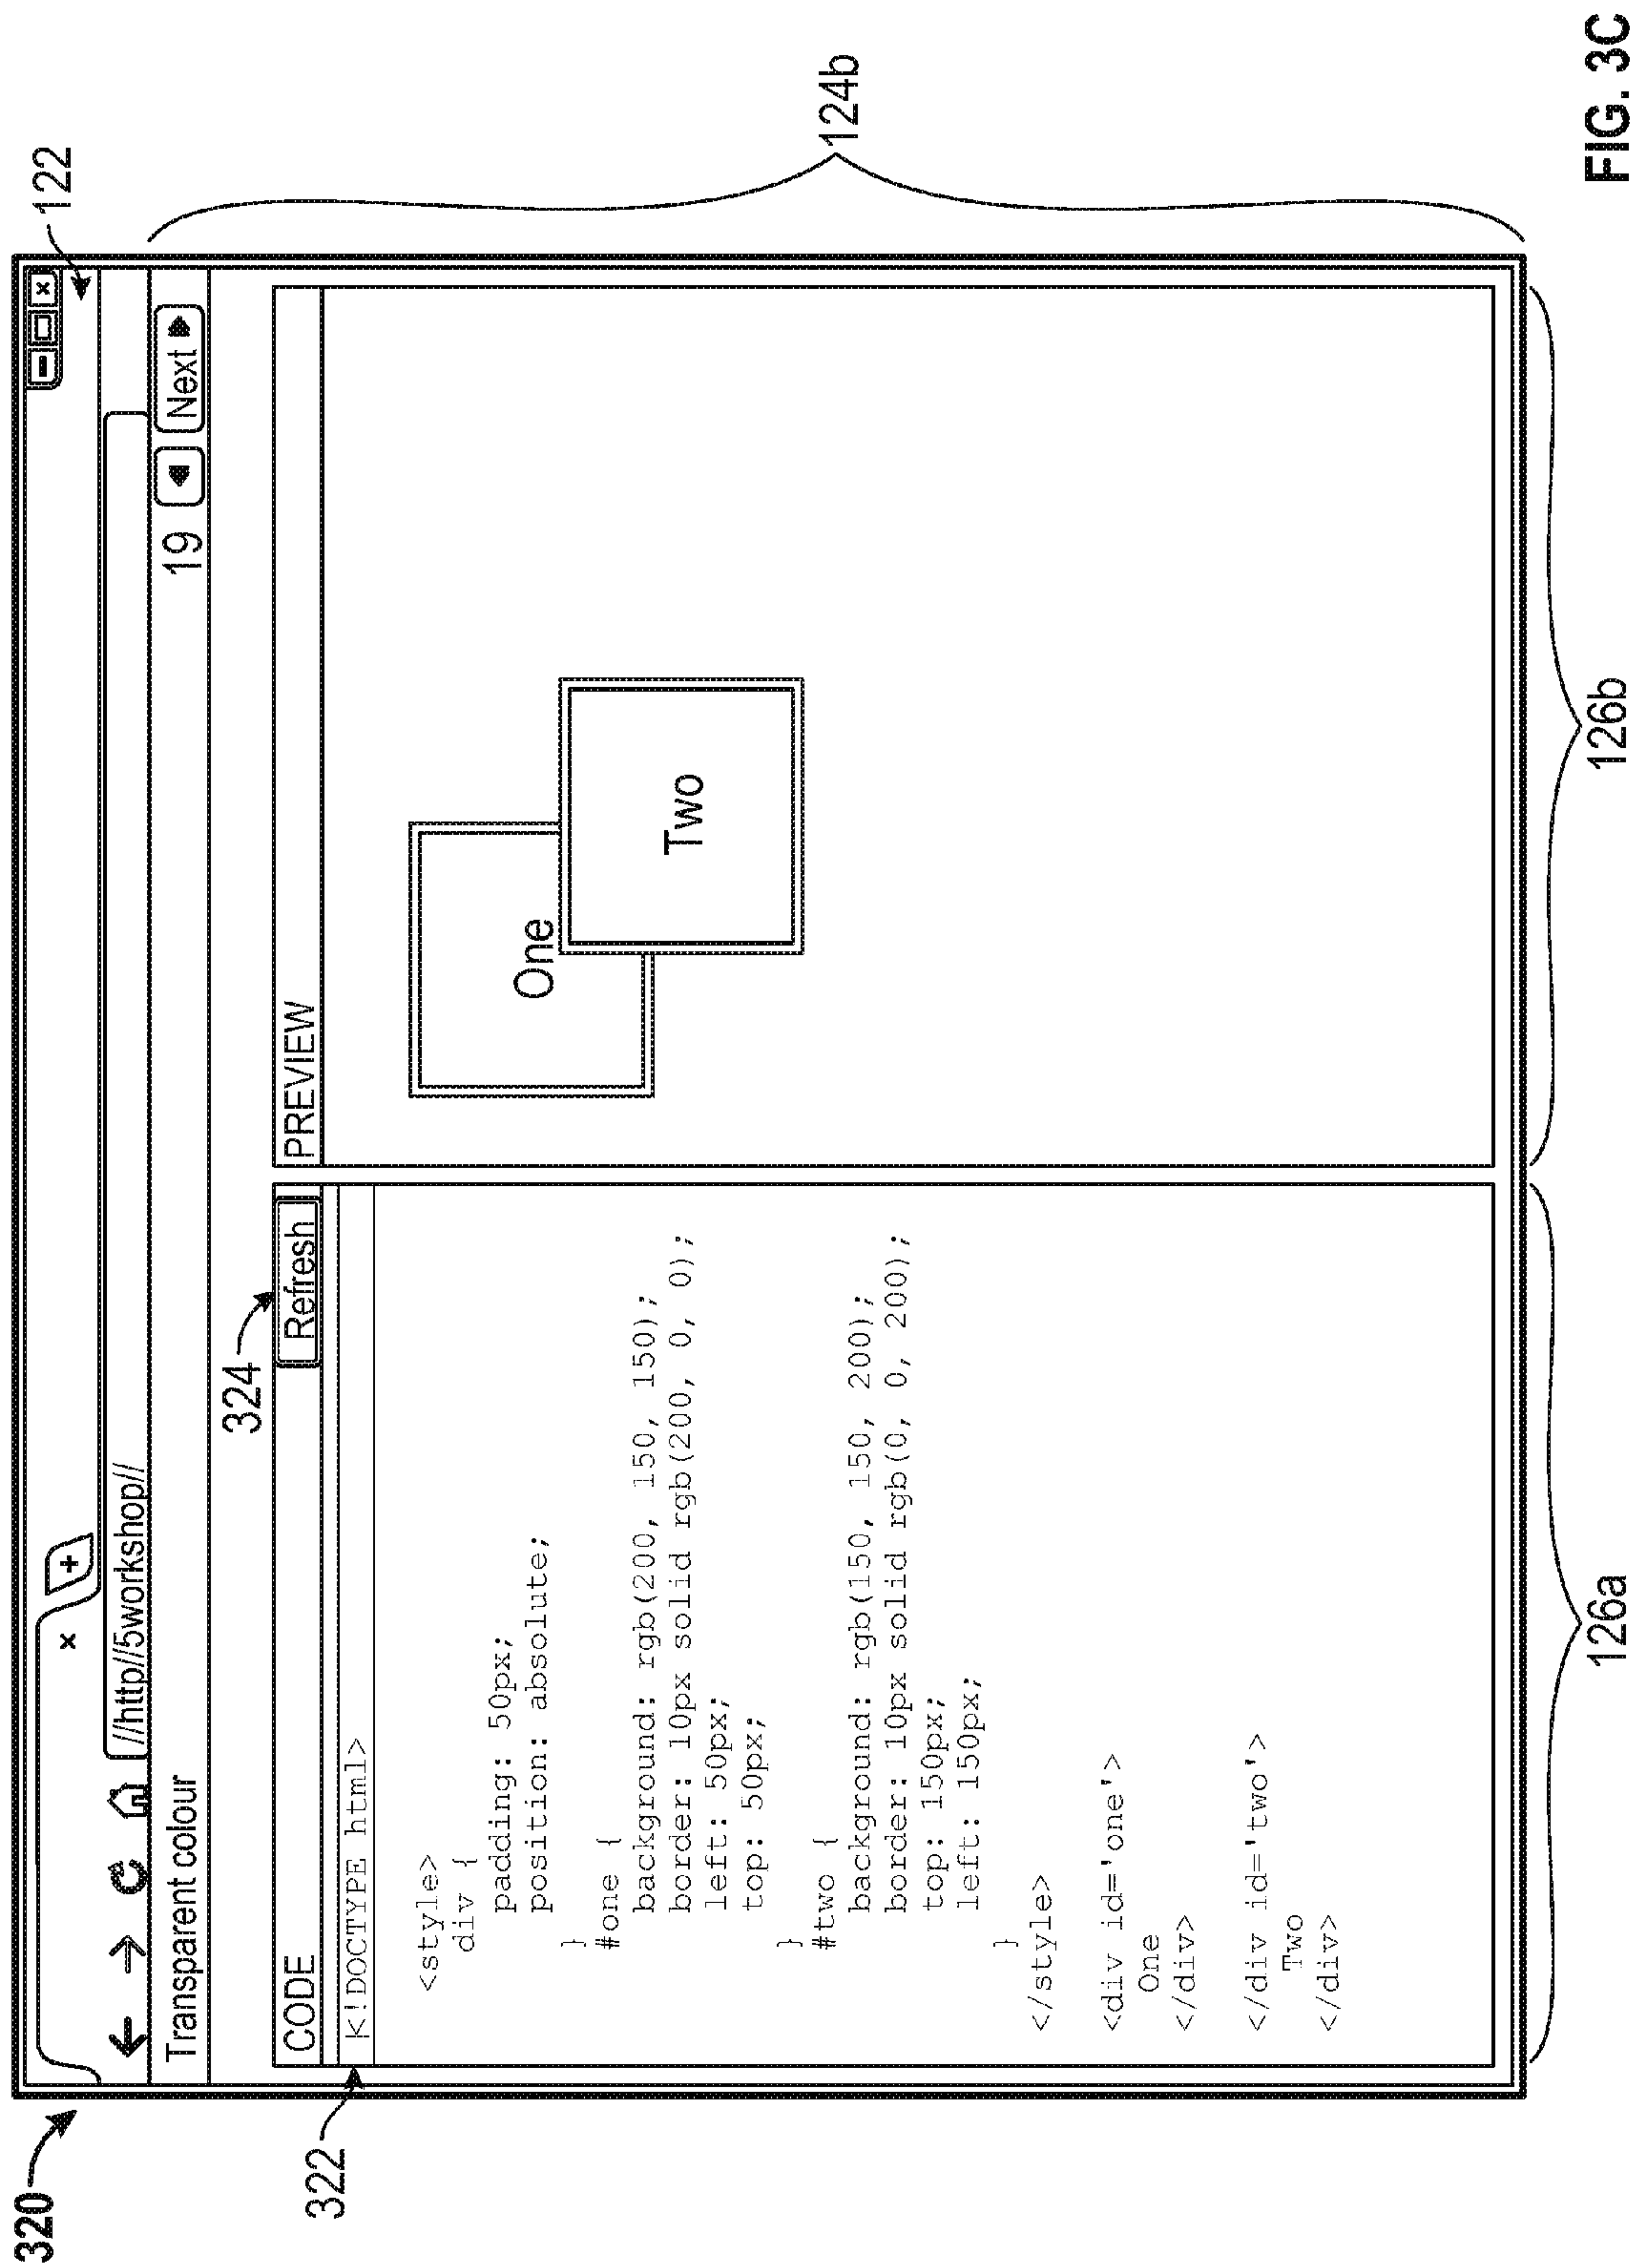 320
122
×
+
//http//5workshop//
Transparent colour
19
Next
324
CODE
Refresh
PREVIEW
322
<!DOCTYPE html>
<style>
div {
padding: 50px;
position: absolute;
}
#one {
background: rgb(200, 150, 150);
border: 10px solid rgb(200, 0, 0);
left: 50px;
top: 50px;
}
#two {
background: rgb(150, 150, 200);
border: 10px solid rgb(0, 0, 200);
top: 150px;
left: 150px;
}
</style>
<div id='one'>
One
</div>
</div id='two'>
Two
</div>
One
Two
124b
126a
126b
FIG. 3C